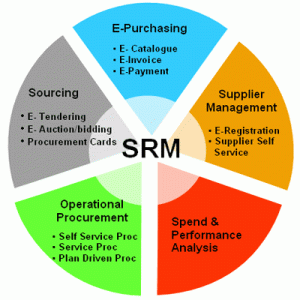 E-Purchasing
• E- Catalogue
• E-Invoice
• E-Payment
Supplier
Management
• E-Registration
• Supplier Self
Service
Spend &
Performance
Analysis
Operational
Procurement
• Self Service Proc
• Service Proc
• Plan Driven Proc
Sourcing
• E- Tendering
• E- Auction/bidding
• Procurement Cards
SRM